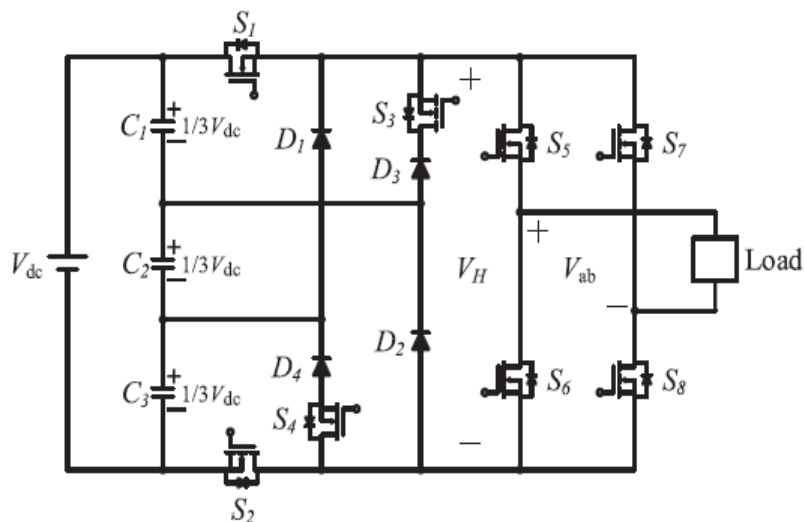 S1
+
C1
1/3Vdc
−
D1
S3
D3
+
S5
S7
Vdc
+
C2
1/3Vdc
−
VH
+
Vab
−
Load
+
C3
1/3Vdc
−
D4
S4
D2
S6
S8
−
S2